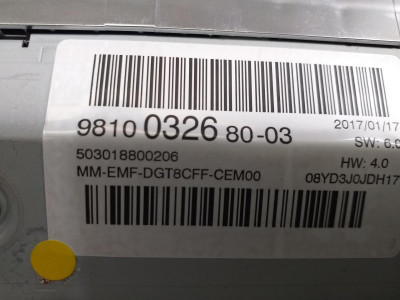 9810 0326 80-03
2017/01/17
SW: 6.0
503018800206
HW: 4.0
MM-EMF-DGT8CFF-CEM00
08YD3J0JDH17